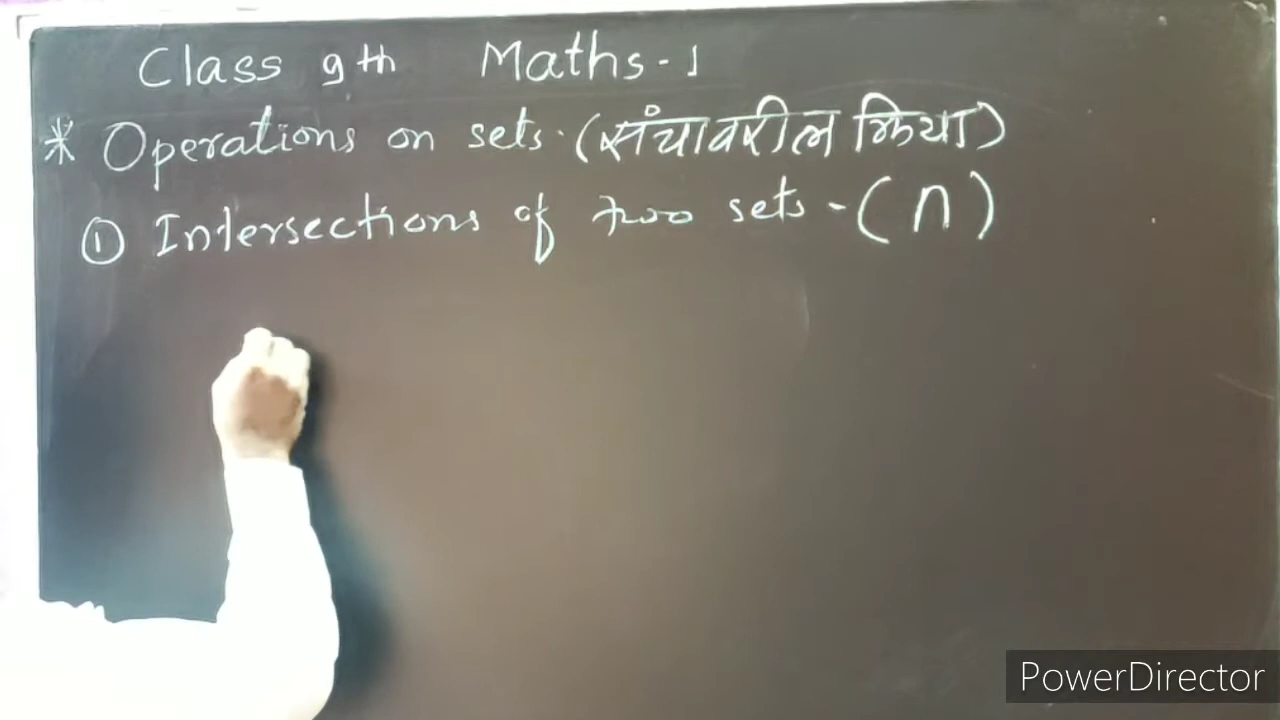 Class 9th Maths-1
* Operations on sets. (संचावरील क्रिया)
① Intersections of two sets - (∩)
PowerDirector